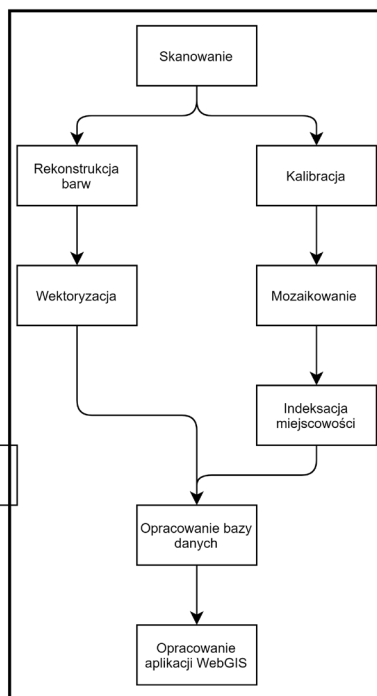 Skanowanie
Rekonstrukcja
barw
Kalibracja
Wektoryzacja
Mozaikowanie
Indeksacja
miejscowości
Opracowanie bazy
danych
Opracowanie
aplikacji WebGIS